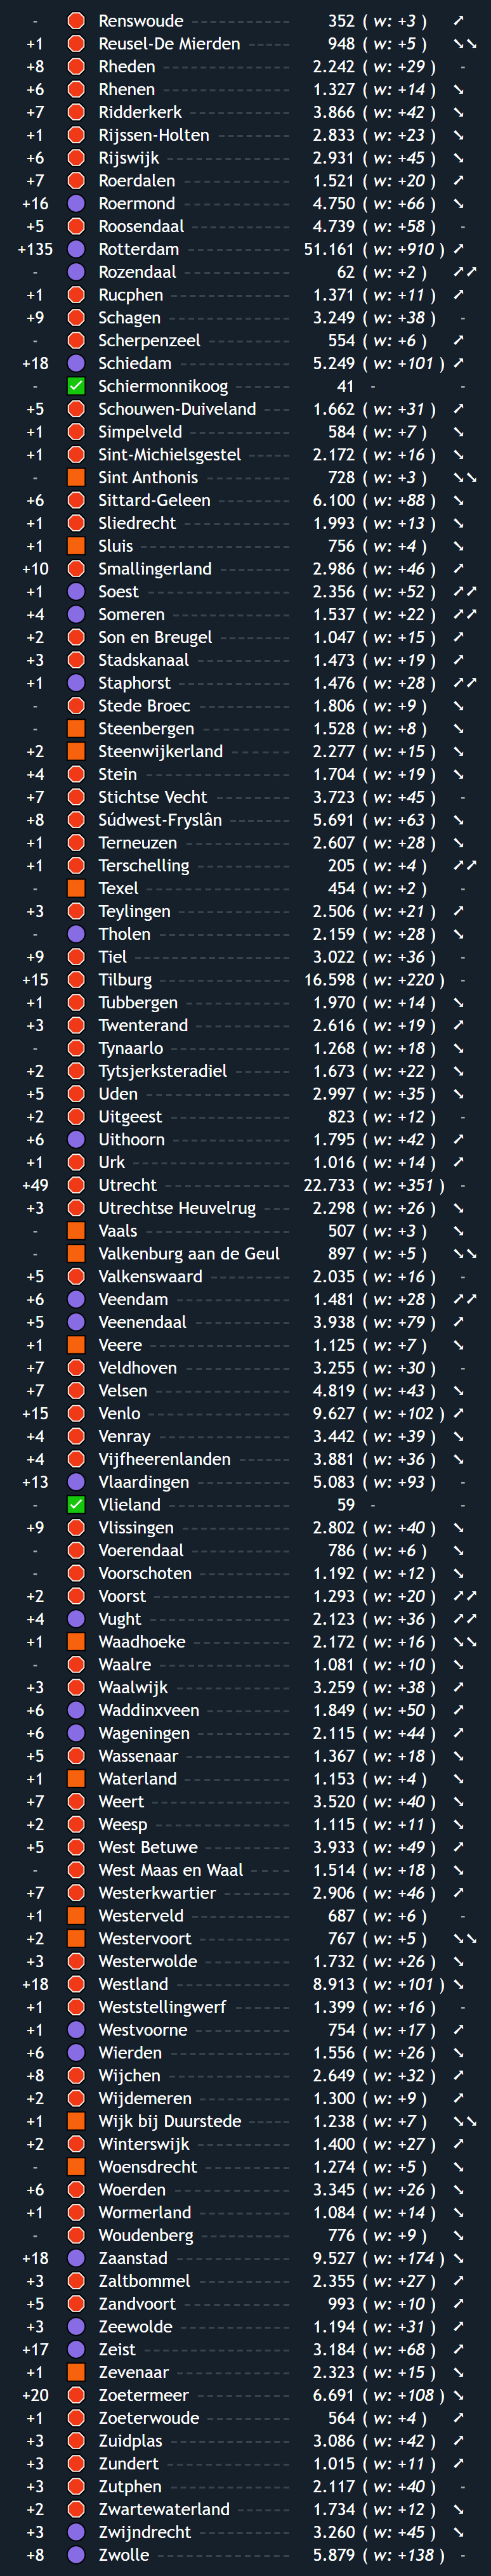 - Renswoude ------ 352 ( w: +3 ) ➚
+1 Reusel-De Mierden ------ 948 ( w: +5 ) ➘➘
+8 Rheden ------ 2.242 ( w: +29 ) -
+6 Rhenen ------ 1.327 ( w: +14 ) ➘
+7 Ridderkerk ------ 3.866 ( w: +42 ) ➘
+1 Rijssen-Holten ------ 2.833 ( w: +23 ) ➘
+6 Rijswijk ------ 2.931 ( w: +45 ) ➘
+7 Roerdalen ------ 1.521 ( w: +20 ) ➚
+16 Roermond ------ 4.750 ( w: +66 ) ➘
+5 Roosendaal ------ 4.739 ( w: +58 ) -
+135 Rotterdam ------ 51.161 ( w: +910 ) ➚
- Rozendaal ------ 62 ( w: +2 ) ➚➚
+1 Rucphen ------ 1.371 ( w: +11 ) ➚
+9 Schagen ------ 3.249 ( w: +38 ) -
- Scherpenzeel ------ 554 ( w: +6 ) ➚
+18 Schiedam ------ 5.249 ( w: +101 ) ➚
- Schiermonnikoog ------ 41 - -
+5 Schouwen-Duiveland ------ 1.662 ( w: +31 ) ➚
+1 Simpelveld ------ 584 ( w: +7 ) ➘
+1 Sint-Michielsgestel ------ 2.172 ( w: +16 ) ➘
- Sint Anthonis ------ 728 ( w: +3 ) ➘➘
+6 Sittard-Geleen ------ 6.100 ( w: +88 ) ➘
+1 Sliedrecht ------ 1.993 ( w: +13 ) ➘
+1 Sluis ------ 756 ( w: +4 ) ➘
+10 Smallingerland ------ 2.986 ( w: +46 ) ➚
+1 Soest ------ 2.356 ( w: +52 ) ➚➚
+4 Someren ------ 1.537 ( w: +22 ) ➚➚
+2 Son en Breugel ------ 1.047 ( w: +15 ) ➚
+3 Stadskanaal ------ 1.473 ( w: +19 ) ➚
+1 Staphorst ------ 1.476 ( w: +28 ) ➚➚
- Stede Broec ------ 1.806 ( w: +9 ) ➘
- Steenbergen ------ 1.528 ( w: +8 ) ➘
+2 Steenwijkerland ------ 2.277 ( w: +15 ) ➘
+4 Stein ------ 1.704 ( w: +19 ) ➘
+7 Stichtse Vecht ------ 3.723 ( w: +45 ) -
+8 Súdwest-Fryslân ------ 5.691 ( w: +63 ) ➘
+1 Terneuzen ------ 2.607 ( w: +28 ) ➘
+1 Terschelling ------ 205 ( w: +4 ) ➚➚
- Texel ------ 454 ( w: +2 ) -
+3 Teylingen ------ 2.506 ( w: +21 ) ➚
- Tholen ------ 2.159 ( w: +28 ) ➘
+9 Tiel ------ 3.022 ( w: +36 ) -
+15 Tilburg ------ 16.598 ( w: +220 ) -
+1 Tubbergen ------ 1.970 ( w: +14 ) ➘
+3 Twenterand ------ 2.616 ( w: +19 ) ➚
- Tynaarlo ------ 1.268 ( w: +18 ) ➘
+2 Tytsjerksteradiel ------ 1.673 ( w: +22 ) ➘
+5 Uden ------ 2.997 ( w: +35 ) ➘
+2 Uitgeest ------ 823 ( w: +12 ) -
+6 Uithoorn ------ 1.795 ( w: +42 ) ➚
+1 Urk ------ 1.016 ( w: +14 ) ➚
+49 Utrecht ------ 22.733 ( w: +351 ) -
+3 Utrechtse Heuvelrug ------ 2.298 ( w: +26 ) ➘
- Vaals ------ 507 ( w: +3 ) ➘
- Valkenburg aan de Geul 897 ( w: +5 ) ➘➘
+5 Valkenswaard ------ 2.035 ( w: +16 ) -
+6 Veendam ------ 1.481 ( w: +28 ) ➚➚
+5 Veenendaal ------ 3.938 ( w: +79 ) ➚
+1 Veere ------ 1.125 ( w: +7 ) ➘
+7 Veldhoven ------ 3.255 ( w: +30 ) -
+7 Velsen ------ 4.819 ( w: +43 ) ➘
+15 Venlo ------ 9.627 ( w: +102 ) ➚
+4 Venray ------ 3.442 ( w: +39 ) ➘
+4 Vijfheerenlanden ------ 3.881 ( w: +36 ) ➘
+13 Vlaardingen ------ 5.083 ( w: +93 ) -
- Vlieland ------ 59 - -
+9 Vlissingen ------ 2.802 ( w: +40 ) ➘
- Voerendaal ------ 786 ( w: +6 ) ➘
- Voorschoten ------ 1.192 ( w: +12 ) ➘
+2 Voorst ------ 1.293 ( w: +20 ) ➚➚
+4 Vught ------ 2.123 ( w: +36 ) ➚➚
+1 Waadhoeke ------ 2.172 ( w: +16 ) ➘➘
- Waalre ------ 1.081 ( w: +10 ) ➘
+3 Waalwijk ------ 3.259 ( w: +38 ) ➚
+6 Waddinxveen ------ 1.849 ( w: +50 ) ➚
+6 Wageningen ------ 2.115 ( w: +44 ) ➚
+5 Wassenaar ------ 1.367 ( w: +18 ) ➘
+1 Waterland ------ 1.153 ( w: +4 ) ➘
+7 Weert ------ 3.520 ( w: +40 ) ➘
+2 Weesp ------ 1.115 ( w: +11 ) ➘
+5 West Betuwe ------ 3.933 ( w: +49 ) ➚
- West Maas en Waal ------ 1.514 ( w: +18 ) ➘
+7 Westerkwartier ------ 2.906 ( w: +46 ) ➚
+1 Westerveld ------ 687 ( w: +6 ) -
+2 Westervoort ------ 767 ( w: +5 ) ➘➘
+3 Westerwolde ------ 1.732 ( w: +26 ) ➘
+18 Westland ------ 8.913 ( w: +101 ) ➘
+1 Weststellingwerf ------ 1.399 ( w: +16 ) -
+1 Westvoorne ------ 754 ( w: +17 ) ➚
+6 Wierden ------ 1.556 ( w: +26 ) ➘
+8 Wijchen ------ 2.649 ( w: +32 ) ➚
+2 Wijdemeren ------ 1.300 ( w: +9 ) ➚
+1 Wijk bij Duurstede ------ 1.238 ( w: +7 ) ➘➘
+2 Winterswijk ------ 1.400 ( w: +27 ) ➚
- Woensdrecht ------ 1.274 ( w: +5 ) ➘
+6 Woerden ------ 3.345 ( w: +26 ) ➘
+1 Wormerland ------ 1.084 ( w: +14 ) ➘
- Woudenberg ------ 776 ( w: +9 ) ➘
+18 Zaanstad ------ 9.527 ( w: +174 ) ➘
+3 Zaltbommel ------ 2.355 ( w: +27 ) ➚
+5 Zandvoort ------ 993 ( w: +10 ) ➚
+3 Zeewolde ------ 1.194 ( w: +31 ) ➚
+17 Zeist ------ 3.184 ( w: +68 ) ➚
+1 Zevenaar ------ 2.323 ( w: +15 ) ➘
+20 Zoetermeer ------ 6.691 ( w: +108 ) ➘
+1 Zoeterwoude ------ 564 ( w: +4 ) ➚
+3 Zuidplas ------ 3.086 ( w: +42 ) ➚
+3 Zundert ------ 1.015 ( w: +11 ) ➚
+3 Zutphen ------ 2.117 ( w: +40 ) -
+2 Zwartewaterland ------ 1.734 ( w: +12 ) ➘
+3 Zwijndrecht ------ 3.260 ( w: +45 ) ➘
+8 Zwolle ------ 5.879 ( w: +138 ) -